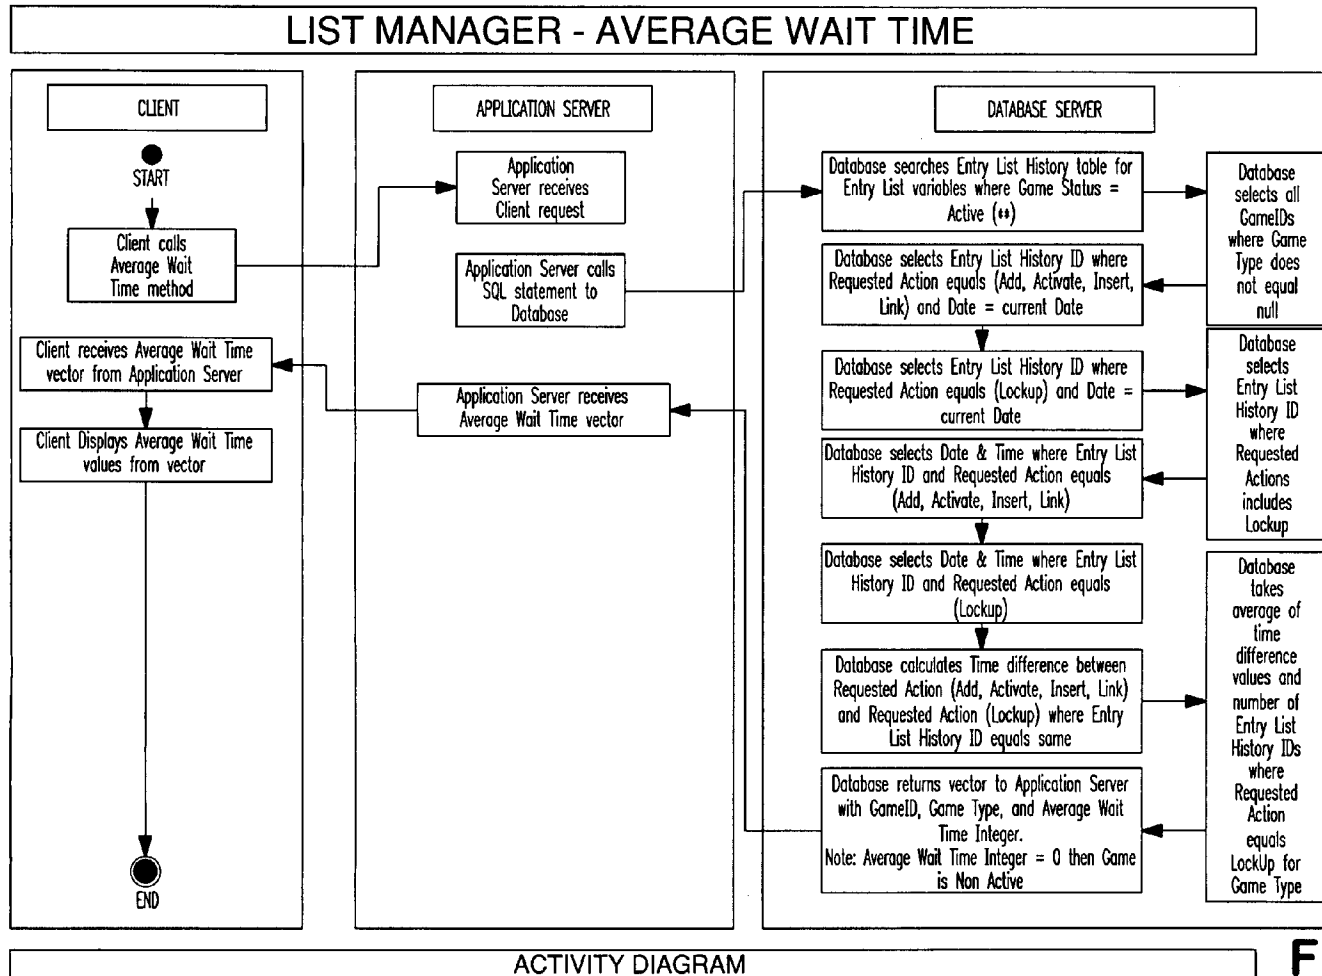 LIST MANAGER - AVERAGE WAIT TIME
CLIENT
START
Client calls
Average Wait
Time method
Client receives Average Wait Time
vector from Application Server
Client Displays Average Wait Time
values from vector
END
APPLICATION SERVER
Application
Server receives
Client request
Application Server calls
SQL statement to
Database
Application Server receives
Average Wait Time vector
DATABASE SERVER
Database searches Entry List History table for
Entry List variables where Game Status =
Active (**)
Database
selects all
GameIDs
where Game
Type does
not equal
null
Database selects Entry List History ID where
Requested Action equals (Add, Activate, Insert,
Link) and Date = current Date
Database selects Entry List History ID where
Requested Action equals (Lockup) and Date =
current Date
Database
selects
Entry List
History ID
where
Requested
Actions
includes
Lockup
Database selects Date & Time where Entry List
History ID and Requested Action equals
(Add, Activate, Insert, Link)
Database selects Date & Time where Entry List
History ID and Requested Action equals
(Lockup)
Database calculates Time difference between
Requested Action (Add, Activate, Insert, Link)
and Requested Action (Lockup) where Entry
List History ID equals same
Database
takes
average of
time
difference
values and
number of
Entry List
History IDs
where
Requested
Action
equals
LockUp for
Game Type
Database returns vector to Application Server
with GameID, Game Type, and Average Wait
Time Integer.
Note: Average Wait Time Integer = 0 then Game
is Non Active
ACTIVITY DIAGRAM
F